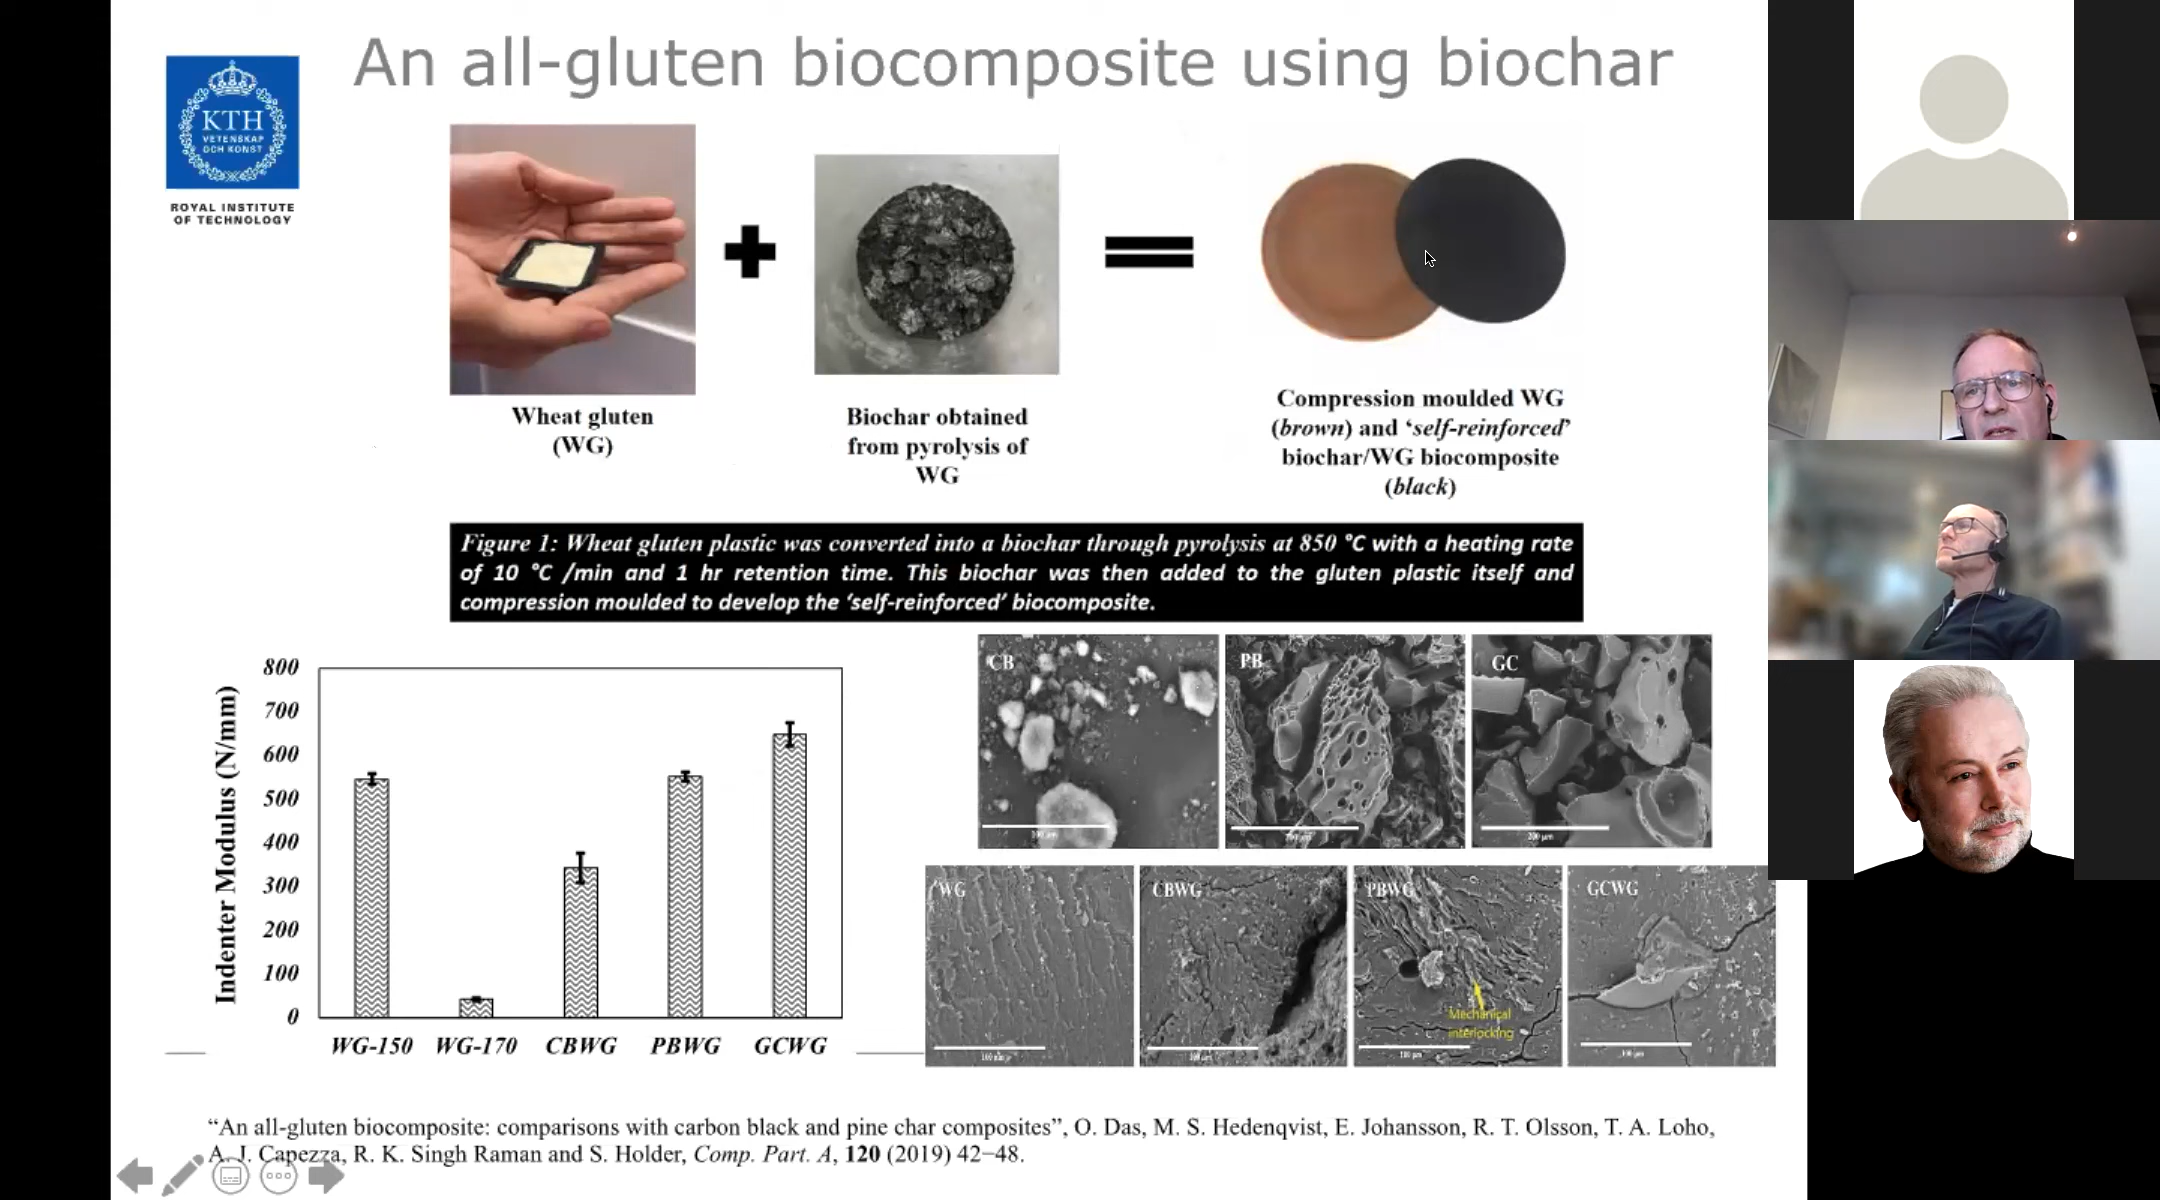 An all-gluten biocomposite using biochar
KTH
VETENSKAP
OCH KONST
ROYAL INSTITUTE
OF TECHNOLOGY
Wheat gluten
(WG)
Biochar obtained
from pyrolysis of
WG
Compression moulded WG
(brown) and ‘self-reinforced’
biochar/WG biocomposite
(black)
Figure 1: Wheat gluten plastic was converted into a biochar through pyrolysis at 850 °C with a heating rate
of 10 °C /min and 1 hr retention time. This biochar was then added to the gluten plastic itself and
compression moulded to develop the ‘self-reinforced’ biocomposite.
Indenter Modulus (N/mm)
800
700
600
500
400
300
200
100
0
WG-150 WG-170 CBWG PBWG GCWG
CB
PB
GC
200 µm
WG
CBWG
PBWG
GCWG
Mechanical
interlocking
100 µm
“An all-gluten biocomposite: comparisons with carbon black and pine char composites”, O. Das, M. S. Hedenqvist, E. Johansson, R. T. Olsson, T. A. Loho,
A. J. Capezza, R. K. Singh Raman and S. Holder, Comp. Part. A, 120 (2019) 42−48.